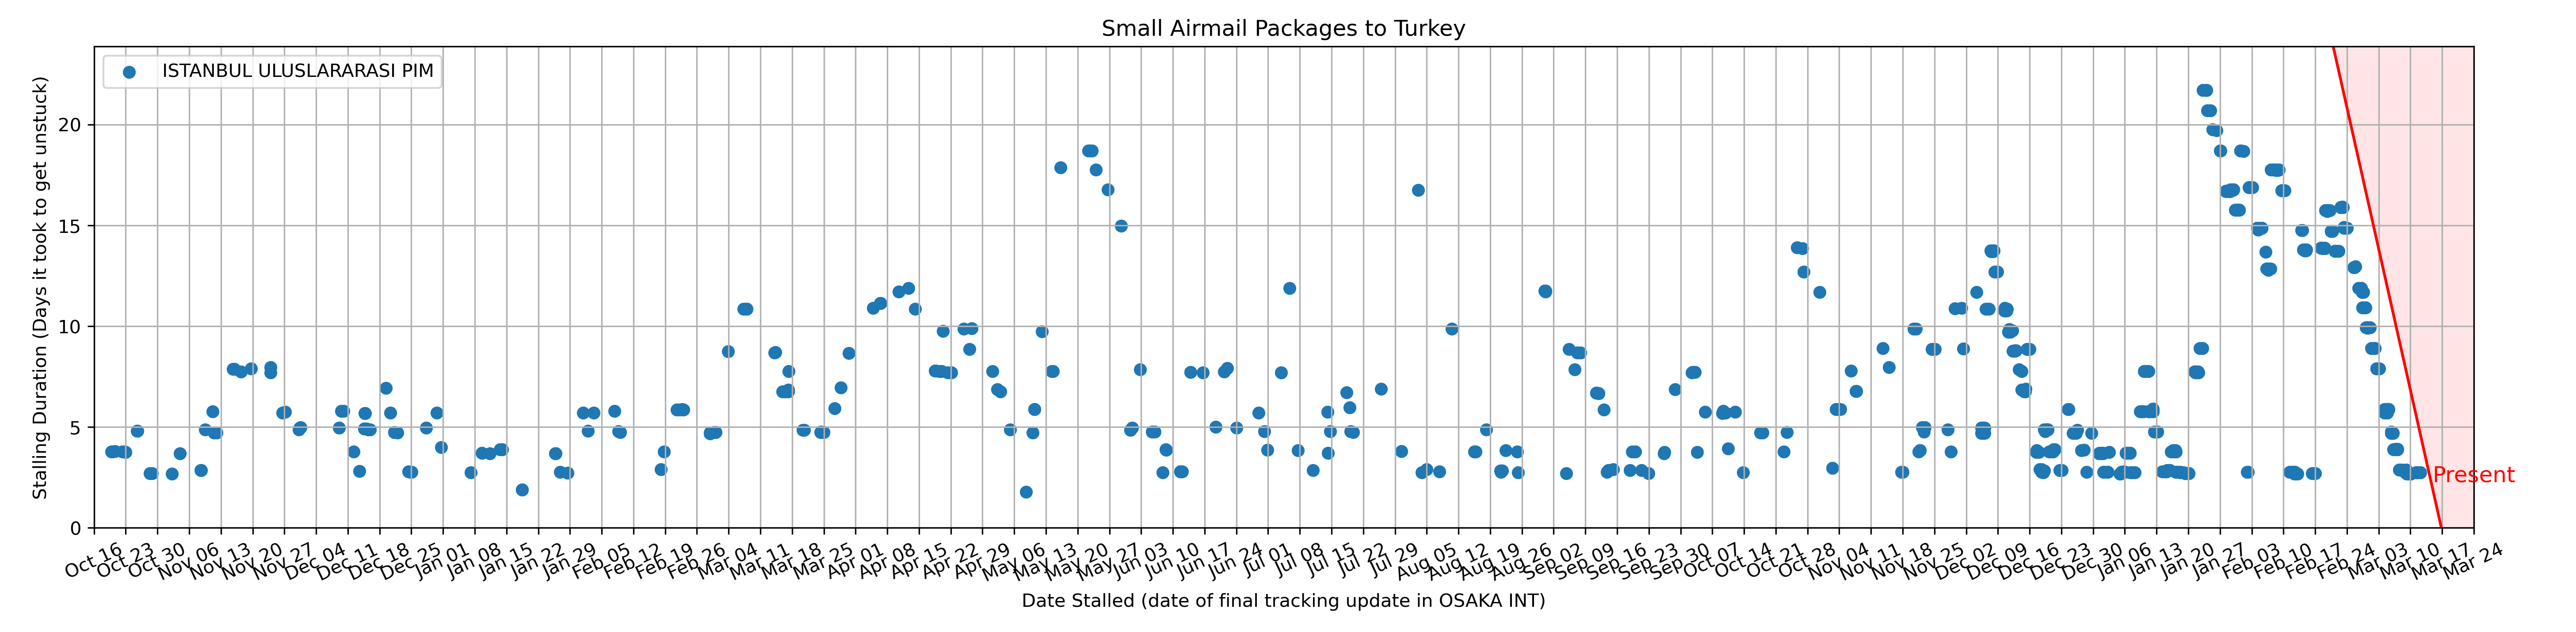 Small Airmail Packages to Turkey
ISTANBUL ULUSLARARASI PIM
Stalling Duration (Days it took to get unstuck)
20
15
10
5
0
Present
Oct 16
Oct 23
Oct 30
Nov 06
Nov 13
Nov 20
Nov 27
Dec 04
Dec 11
Dec 18
Dec 25
Jan 01
Jan 08
Jan 15
Jan 22
Jan 29
Feb 05
Feb 12
Feb 19
Feb 26
Mar 04
Mar 11
Mar 18
Mar 25
Apr 01
Apr 08
Apr 15
Apr 22
Apr 29
May 06
May 13
May 20
May 27
Jun 03
Jun 10
Jun 17
Jun 24
Jul 01
Jul 08
Jul 15
Jul 22
Jul 29
Aug 05
Aug 12
Aug 19
Aug 26
Sep 02
Sep 09
Sep 16
Sep 23
Sep 30
Oct 07
Oct 14
Oct 21
Oct 28
Nov 04
Nov 11
Nov 18
Nov 25
Dec 02
Dec 09
Dec 16
Dec 23
Dec 30
Jan 06
Jan 13
Jan 20
Jan 27
Feb 03
Feb 10
Feb 17
Feb 24
Mar 03
Mar 10
Mar 17
Mar 24
Date Stalled (date of final tracking update in OSAKA INT)